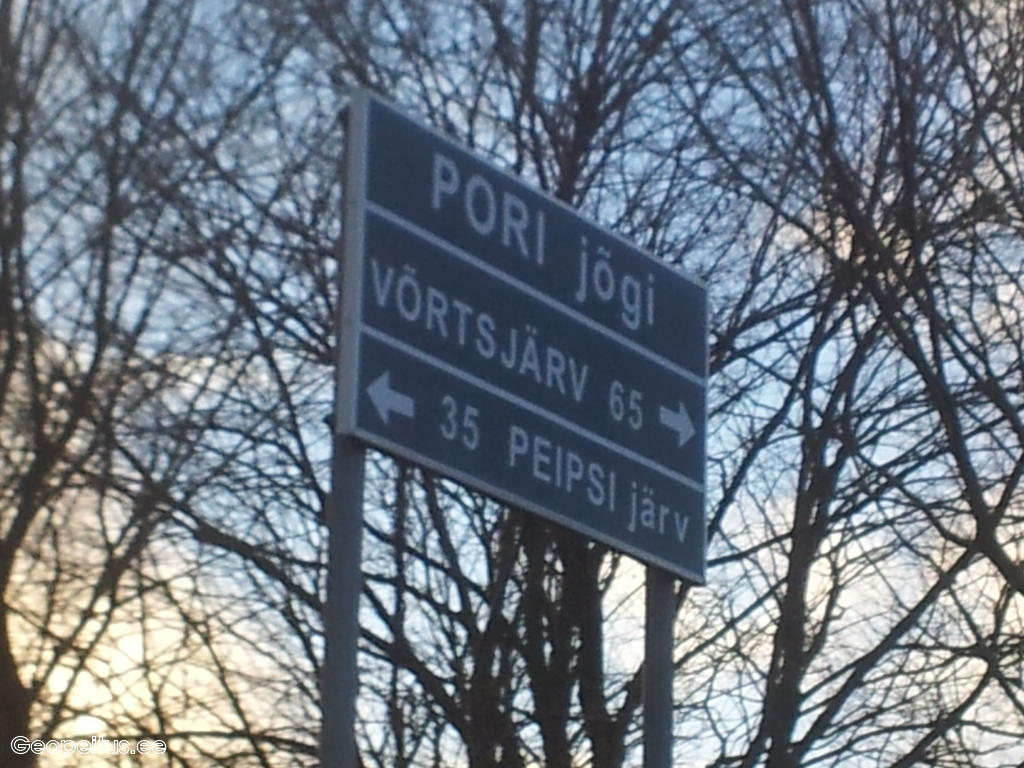 PORI jõgi
VÕRTSJÄRV 65
35 PEIPSI järv
Geopeitus.ee